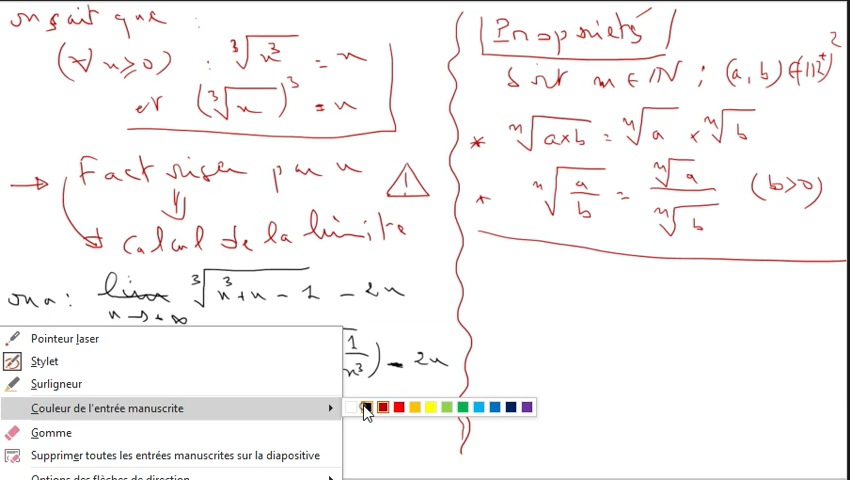 on sait que :
(∀ x ≥ 0) : ∛(x³) = x
et (∛x)³ = x
→ Factoriser par x
⇓
calcul de la limite
on a : lim ∛(x³+x-1) - 2x
x→+∞
1/x³) - 2x
Propriétés
Soit n ∈ IN ; (a, b) ∈ (IR⁺)²
* ⁿ√(a×b) = ⁿ√a × ⁿ√b
* ⁿ√(a/b) = ⁿ√a / ⁿ√b (b>0)
Pointeur laser
Stylet
Surligneur
Couleur de l'entrée manuscrite
Gomme
Supprimer toutes les entrées manuscrites sur la diapositive
Options des flèches de direction